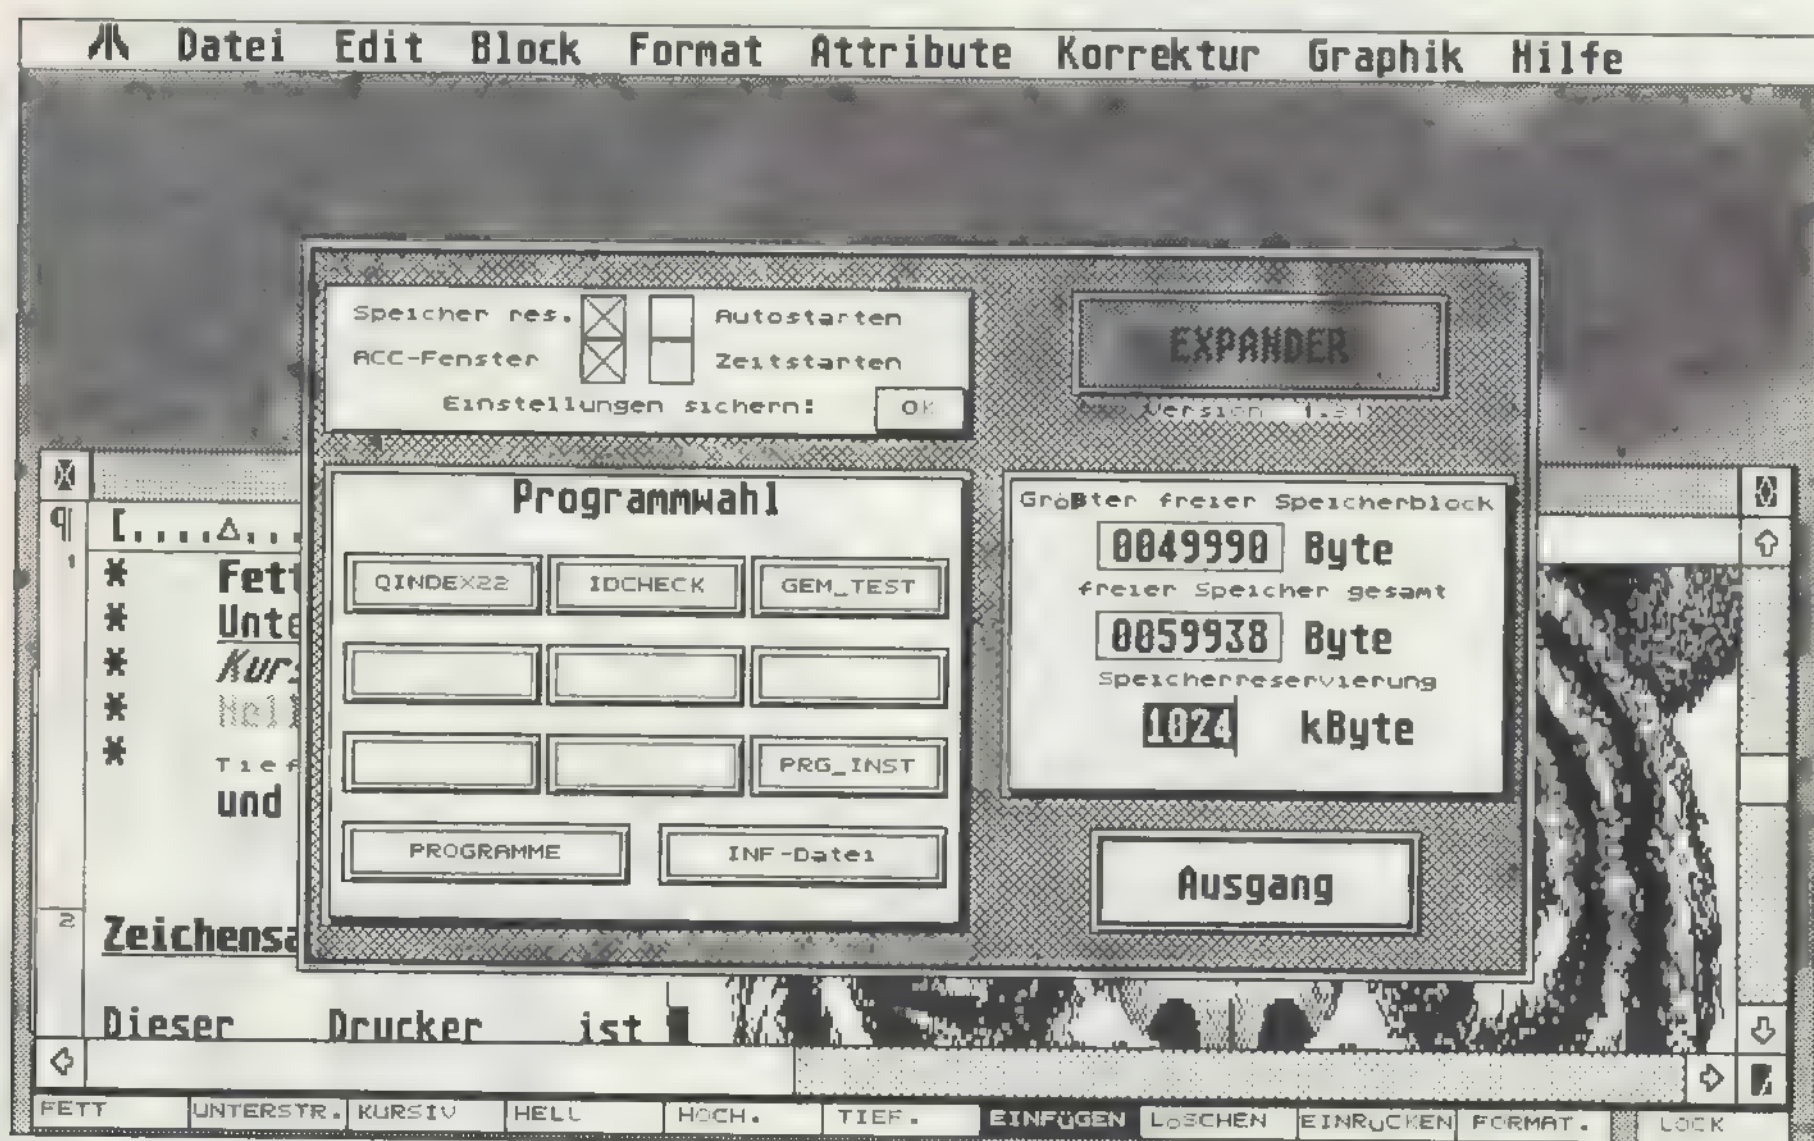 Datei Edit Block Format Attribute Korrektur Graphik Hilfe
Speicher res. Autostarten
ACC-Fenster Zeitstarten
Einstellungen sichern: OK
EXPANDER
Version
Programmwahl
QINDEX22 IDCHECK GEM_TEST
PRG_INST
PROGRAMME INF-Datei
Größter freier Speicherblock
0049990 Byte
freier Speicher gesamt
0059938 Byte
Speicherreservierung
1024 kByte
Ausgang
1
* Fett
* Unte
* Kurs
* Hell
* Tief
und
2
Zeichensa
Dieser Drucker ist
FETT UNTERSTR. KURSIV HELL HOCH. TIEF. EINFÜGEN LÖSCHEN EINRÜCKEN FORMAT. LOCK